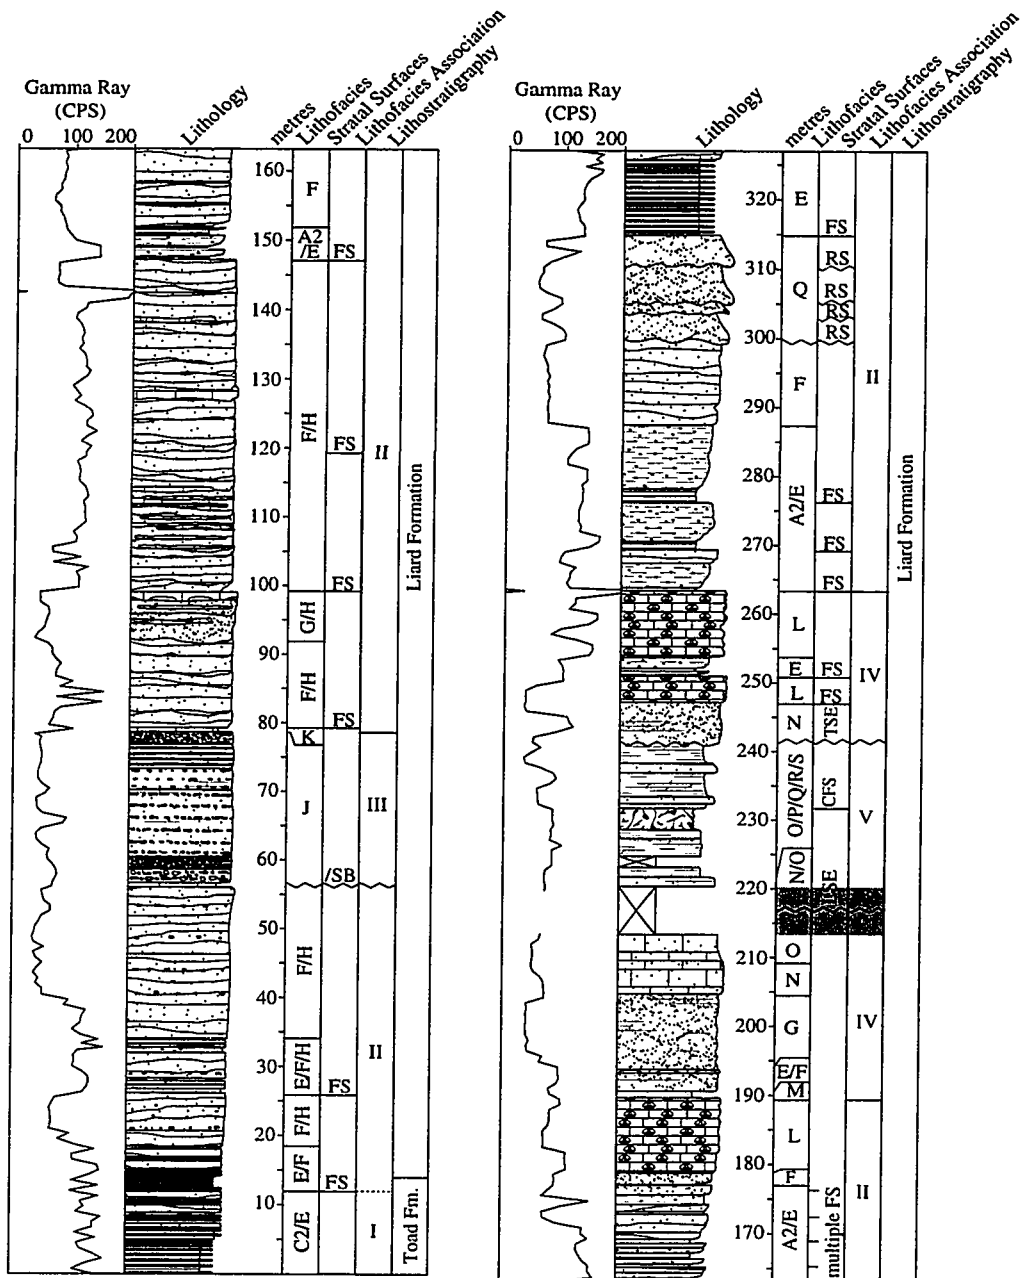 Gamma Ray
(CPS)
0 100 200
Lithology
metres
Lithofacies
Stratal Surfaces
Lithofacies Association
Lithostratigraphy
160
150
140
130
120
110
100
90
80
70
60
50
40
30
20
10
F
A2
/E
F/H
G/H
F/H
K
J
F/H
E/F/H
F/H
E/F
C2/E
FS
FS
FS
FS
/SB
FS
FS
II
III
II
I
Liard Formation
Toad Fm.
Gamma Ray
(CPS)
0 100 200
Lithology
metres
Lithofacies
Stratal Surfaces
Lithofacies Association
Lithostratigraphy
320
310
300
290
280
270
260
250
240
230
220
210
200
190
180
170
E
Q
F
A2/E
L
E
L
N
O/P/Q/R/S
N/O
O
N
G
E/F
M
L
F
A2/E
FS
RS
RS
RS
RS
FS
FS
FS
FS
FS
TSE
CFS
TSE
multiple FS
II
IV
V
IV
II
Liard Formation